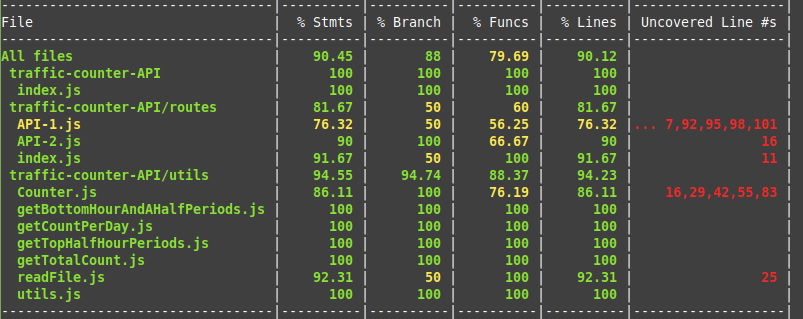 File | % Stmts | % Branch | % Funcs | % Lines | Uncovered Line #s |
All files | 90.45 | 88 | 79.69 | 90.12 | |
traffic-counter-API | 100 | 100 | 100 | 100 | |
index.js | 100 | 100 | 100 | 100 | |
traffic-counter-API/routes | 81.67 | 50 | 60 | 81.67 | |
API-1.js | 76.32 | 50 | 56.25 | 76.32 | ... 7,92,95,98,101 |
API-2.js | 90 | 100 | 66.67 | 90 | 16 |
index.js | 91.67 | 50 | 100 | 91.67 | 11 |
traffic-counter-API/utils | 94.55 | 94.74 | 88.37 | 94.23 | |
Counter.js | 86.11 | 100 | 76.19 | 86.11 | 16,29,42,55,83 |
getBottomHourAndAHalfPeriods.js | 100 | 100 | 100 | 100 | |
getCountPerDay.js | 100 | 100 | 100 | 100 | |
getTopHalfHourPeriods.js | 100 | 100 | 100 | 100 | |
getTotalCount.js | 100 | 100 | 100 | 100 | |
readFile.js | 92.31 | 50 | 100 | 92.31 | 25 |
utils.js | 100 | 100 | 100 | 100 | |